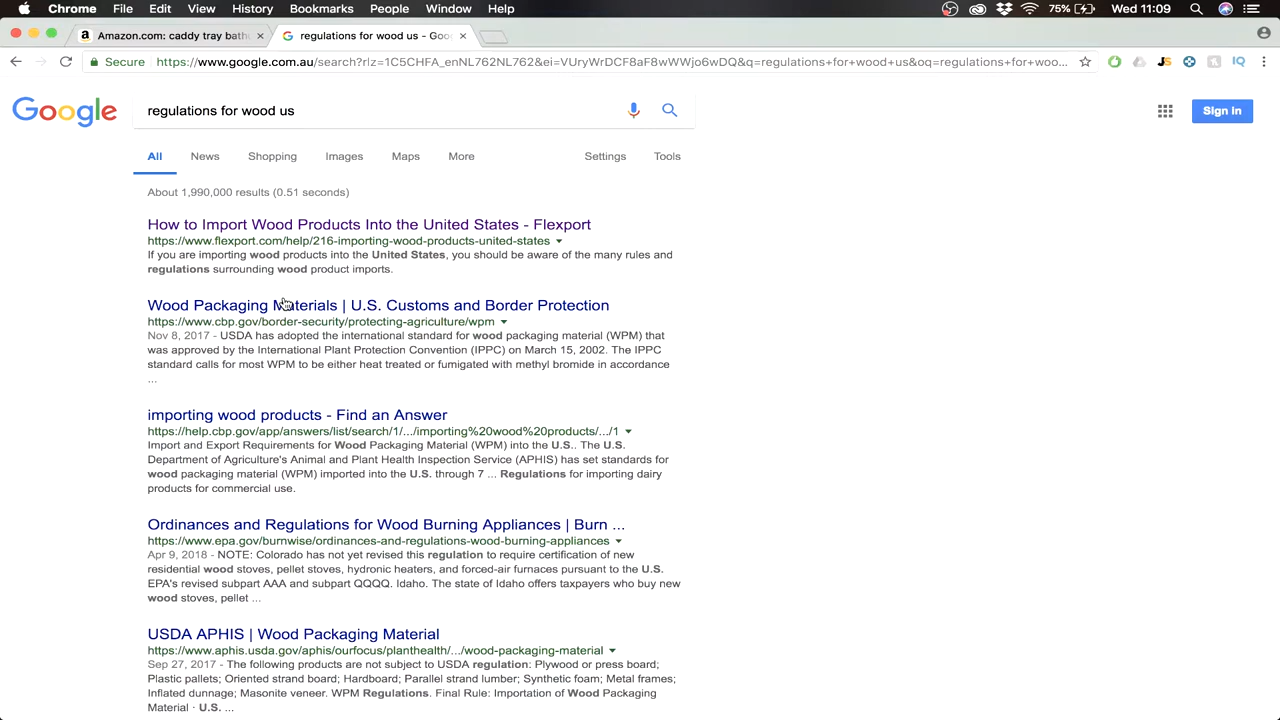 Chrome File Edit View History Bookmarks People Window Help 75% Wed 11:09
Amazon.com: caddy tray bath
regulations for wood us - Goo
Secure https://www.google.com.au/search?rlz=1C5CHFA_enNL762NL762&ei=VUryWrDCF8aF8wWWjo6wDQ&q=regulations+for+wood+us&oq=regulations+for+woo... JS IQ
Google regulations for wood us Sign in
All News Shopping Images Maps More Settings Tools
About 1,990,000 results (0.51 seconds)
How to Import Wood Products Into the United States - Flexport
https://www.flexport.com/help/216-importing-wood-products-united-states
If you are importing wood products into the United States, you should be aware of the many rules and
regulations surrounding wood product imports.
Wood Packaging Materials | U.S. Customs and Border Protection
https://www.cbp.gov/border-security/protecting-agriculture/wpm
Nov 8, 2017 - USDA has adopted the international standard for wood packaging material (WPM) that
was approved by the International Plant Protection Convention (IPPC) on March 15, 2002. The IPPC
standard calls for most WPM to be either heat treated or fumigated with methyl bromide in accordance
...
importing wood products - Find an Answer
https://help.cbp.gov/app/answers/list/search/1/.../importing%20wood%20products/.../1
Import and Export Requirements for Wood Packaging Material (WPM) into the U.S.. The U.S.
Department of Agriculture's Animal and Plant Health Inspection Service (APHIS) has set standards for
wood packaging material (WPM) imported into the U.S. through 7 ... Regulations for importing dairy
products for commercial use.
Ordinances and Regulations for Wood Burning Appliances | Burn ...
https://www.epa.gov/burnwise/ordinances-and-regulations-wood-burning-appliances
Apr 9, 2018 - NOTE: Colorado has not yet revised this regulation to require certification of new
residential wood stoves, pellet stoves, hydronic heaters, and forced-air furnaces pursuant to the U.S.
EPA's revised subpart AAA and subpart QQQQ. Idaho. The state of Idaho offers taxpayers who buy new
wood stoves, pellet ...
USDA APHIS | Wood Packaging Material
https://www.aphis.usda.gov/aphis/ourfocus/planthealth/.../wood-packaging-material
Sep 27, 2017 - The following products are not subject to USDA regulation: Plywood or press board;
Plastic pallets; Oriented strand board; Hardboard; Parallel strand lumber; Synthetic foam; Metal frames;
Inflated dunnage; Masonite veneer. WPM Regulations. Final Rule: Importation of Wood Packaging
Material · U.S. ...